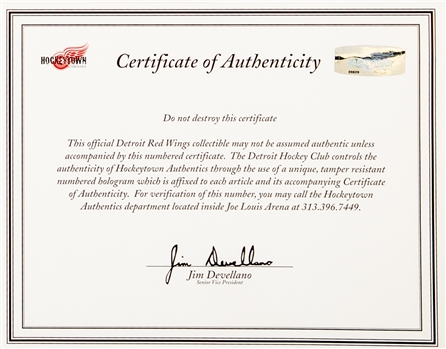 HOCKEYTOWN
Certificate of Authenticity
Do not destroy this certificate
This official Detroit Red Wings collectible may not be assumed authentic unless
accompanied by this numbered certificate. The Detroit Hockey Club controls the
authenticity of Hockeytown Authentics through the use of a unique, tamper resistant
numbered hologram which is affixed to each article and its accompanying Certificate
of Authenticity. For verification of this number, you may call the Hockeytown
Authentics department located inside Joe Louis Arena at 313.396.7449.
Jim Devellano
Jim Devellano
Senior Vice President